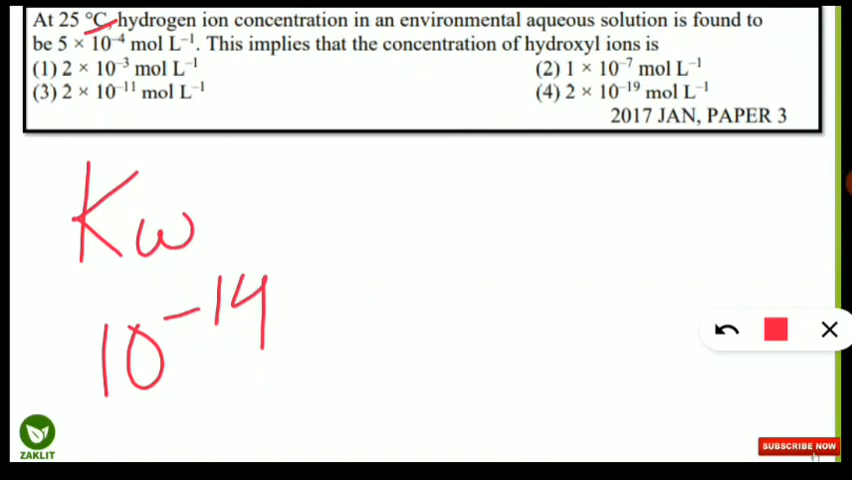 At 25 °C, hydrogen ion concentration in an environmental aqueous solution is found to
be 5 × 10⁻⁴ mol L⁻¹. This implies that the concentration of hydroxyl ions is
(1) 2 × 10⁻³ mol L⁻¹ (2) 1 × 10⁻⁷ mol L⁻¹
(3) 2 × 10⁻¹¹ mol L⁻¹ (4) 2 × 10⁻¹⁹ mol L⁻¹
2017 JAN, PAPER 3
Kw
10⁻¹⁴
ZAKLIT
SUBSCRIBE NOW